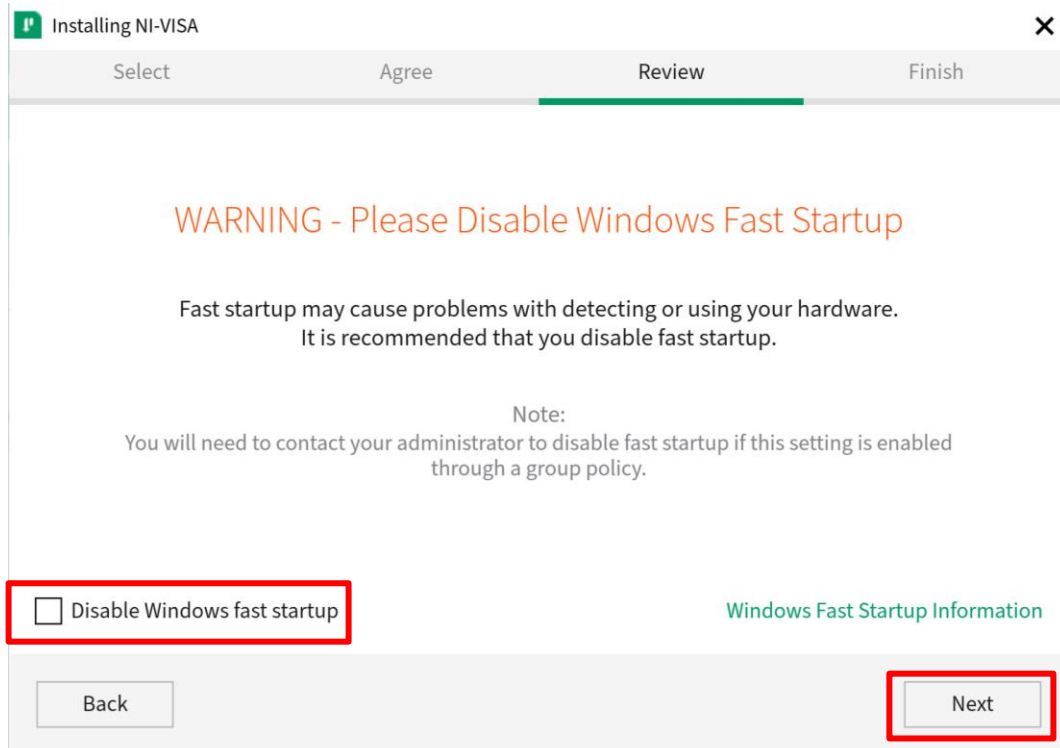 Installing NI-VISA
Select Agree Review Finish
WARNING - Please Disable Windows Fast Startup
Fast startup may cause problems with detecting or using your hardware.
It is recommended that you disable fast startup.
Note:
You will need to contact your administrator to disable fast startup if this setting is enabled
through a group policy.
Disable Windows fast startup Windows Fast Startup Information
Back Next